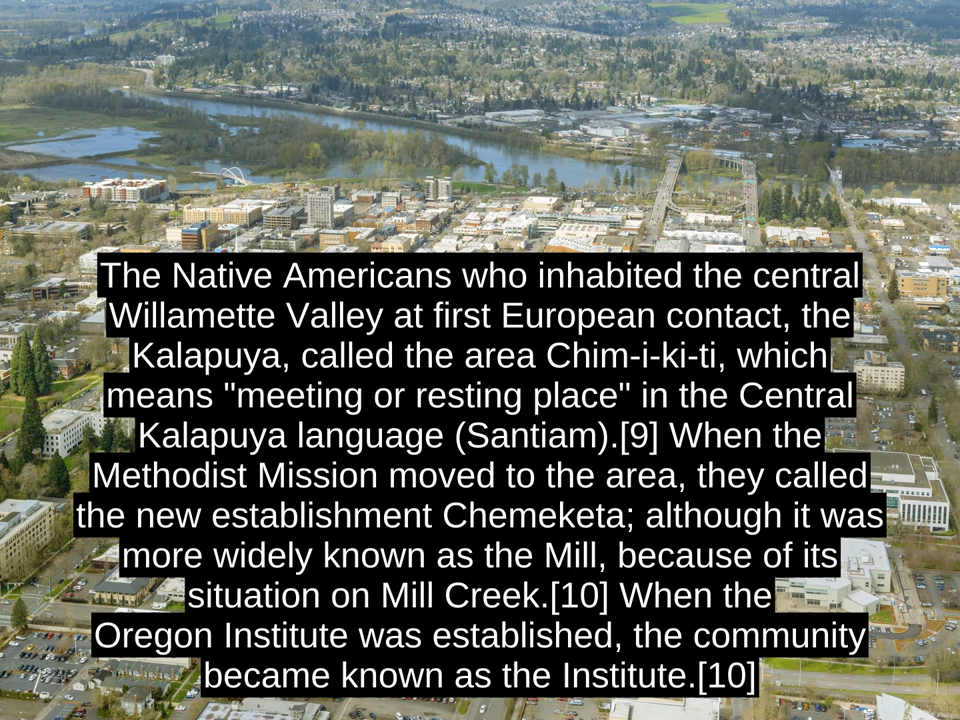 The Native Americans who inhabited the central
Willamette Valley at first European contact, the
Kalapuya, called the area Chim-i-ki-ti, which
means "meeting or resting place" in the Central
Kalapuya language (Santiam).[9] When the
Methodist Mission moved to the area, they called
the new establishment Chemeketa; although it was
more widely known as the Mill, because of its
situation on Mill Creek.[10] When the
Oregon Institute was established, the community
became known as the Institute.[10]